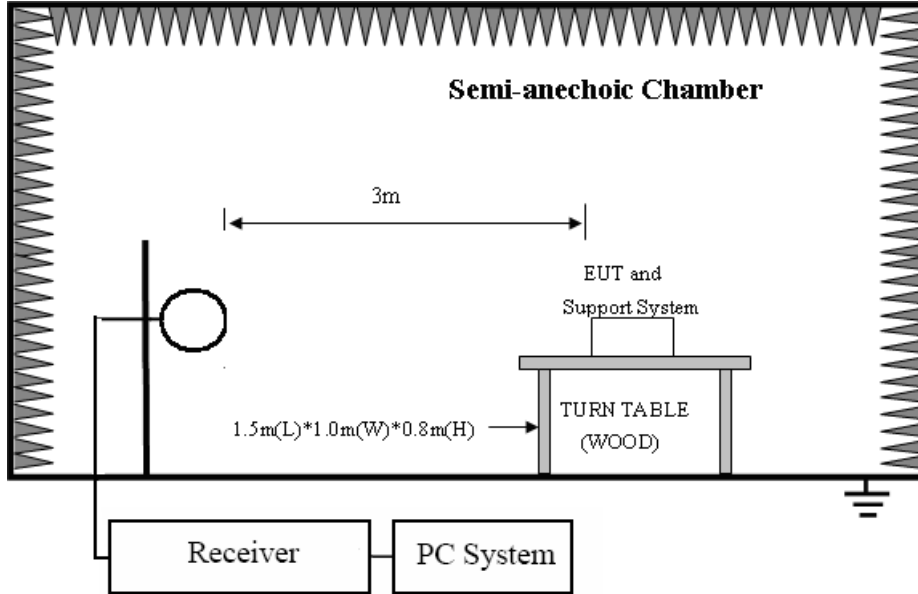 Semi-anechoic Chamber
3m
EUT and
Support System
1.5m(L)*1.0m(W)*0.8m(H)
TURN TABLE
(WOOD)
Receiver
PC System